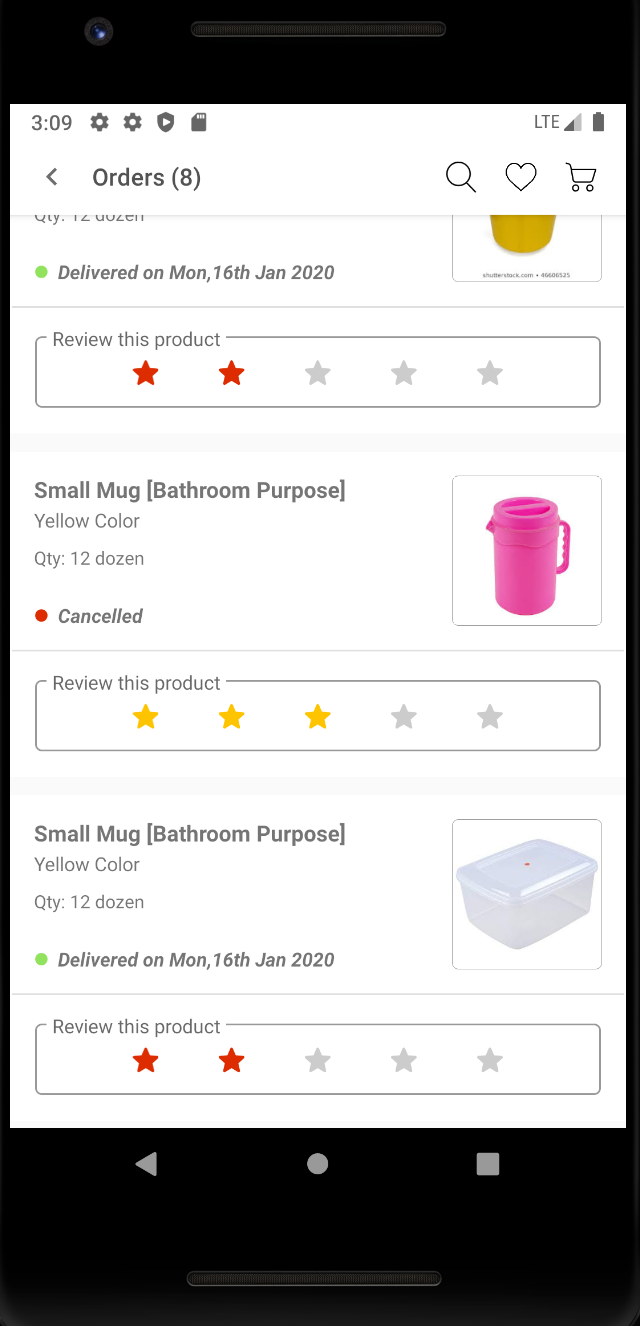 3:09
LTE
Orders (8)
Qty: 12 dozen
shutterstock.com • 46606525
Delivered on Mon,16th Jan 2020
Review this product
Small Mug [Bathroom Purpose]
Yellow Color
Qty: 12 dozen
Cancelled
Review this product
Small Mug [Bathroom Purpose]
Yellow Color
Qty: 12 dozen
Delivered on Mon,16th Jan 2020
Review this product